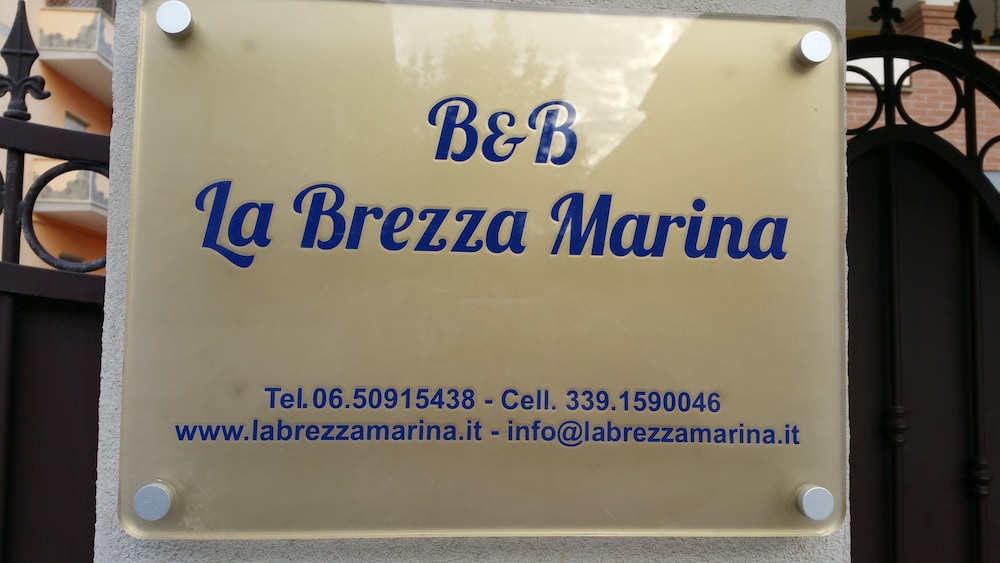 B&B
La Brezza Marina
Tel. 06.50915438 - Cell. 339.1590046
www.labrezzamarina.it - info@labrezzamarina.it